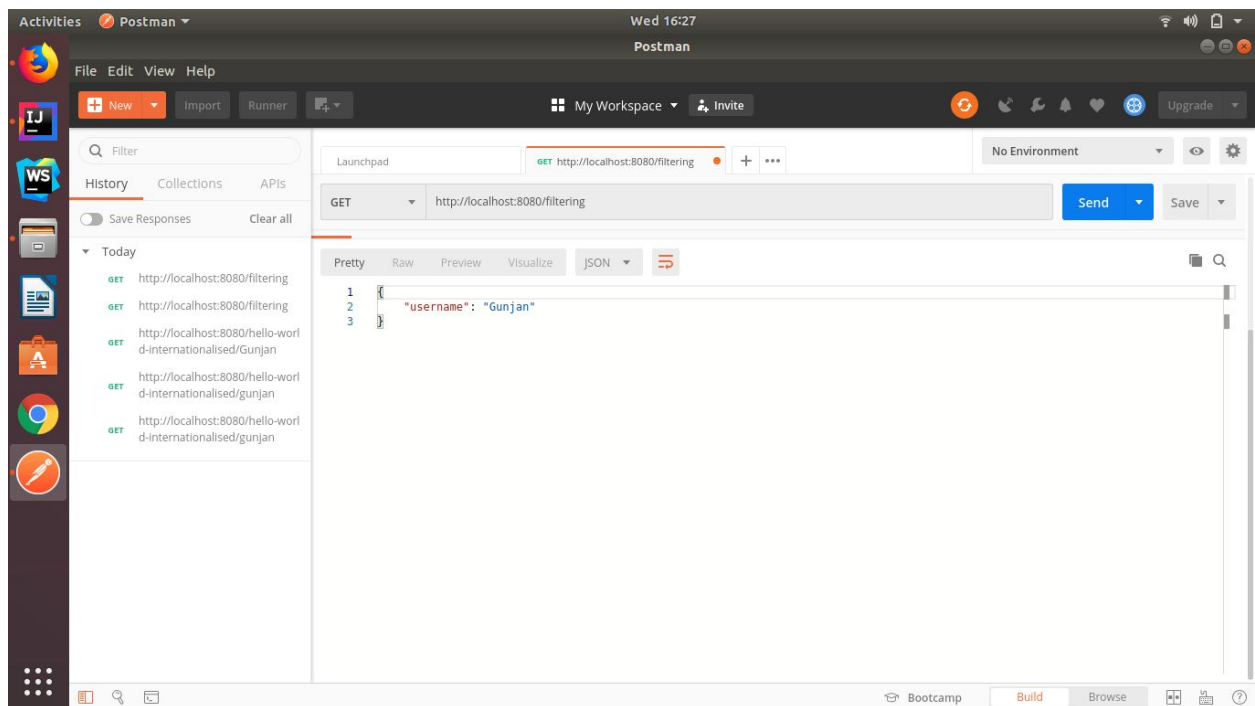 Activities Postman Wed 16:27
Postman
File Edit View Help
New Import Runner My Workspace Invite Upgrade
Filter
History Collections APIs
Save Responses Clear all
Today
GET http://localhost:8080/filtering
GET http://localhost:8080/filtering
GET http://localhost:8080/hello-worl
d-internationalised/Gunjan
GET http://localhost:8080/hello-worl
d-internationalised/gunjan
GET http://localhost:8080/hello-worl
d-internationalised/gunjan
Launchpad GET http://localhost:8080/filtering + ••• No Environment
GET http://localhost:8080/filtering Send Save
Pretty Raw Preview Visualize JSON
1 {
2 "username": "Gunjan"
3 }
IJ
WS
Bootcamp Build Browse ?